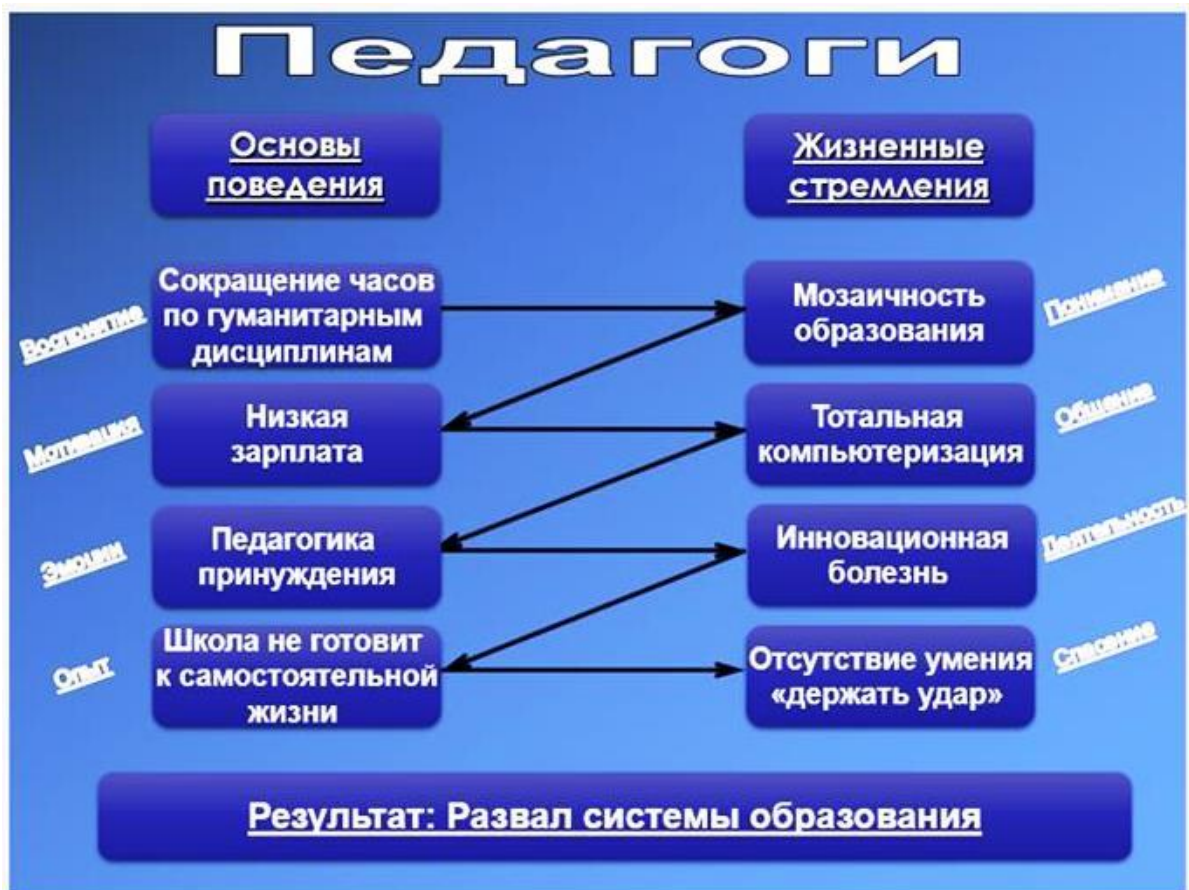 Педагоги
Основы
поведения
Жизненные
стремления
Восприятие
Сокращение часов
по гуманитарным
дисциплинам
Мозаичность
образования
Понимание
Мотивация
Низкая
зарплата
Тотальная
компьютеризация
Общение
Эмоции
Педагогика
принуждения
Инновационная
болезнь
Деятельность
Опыт
Школа не готовит
к самостоятельной
жизни
Отсутствие умения
«держать удар»
Результат: Развал системы образования